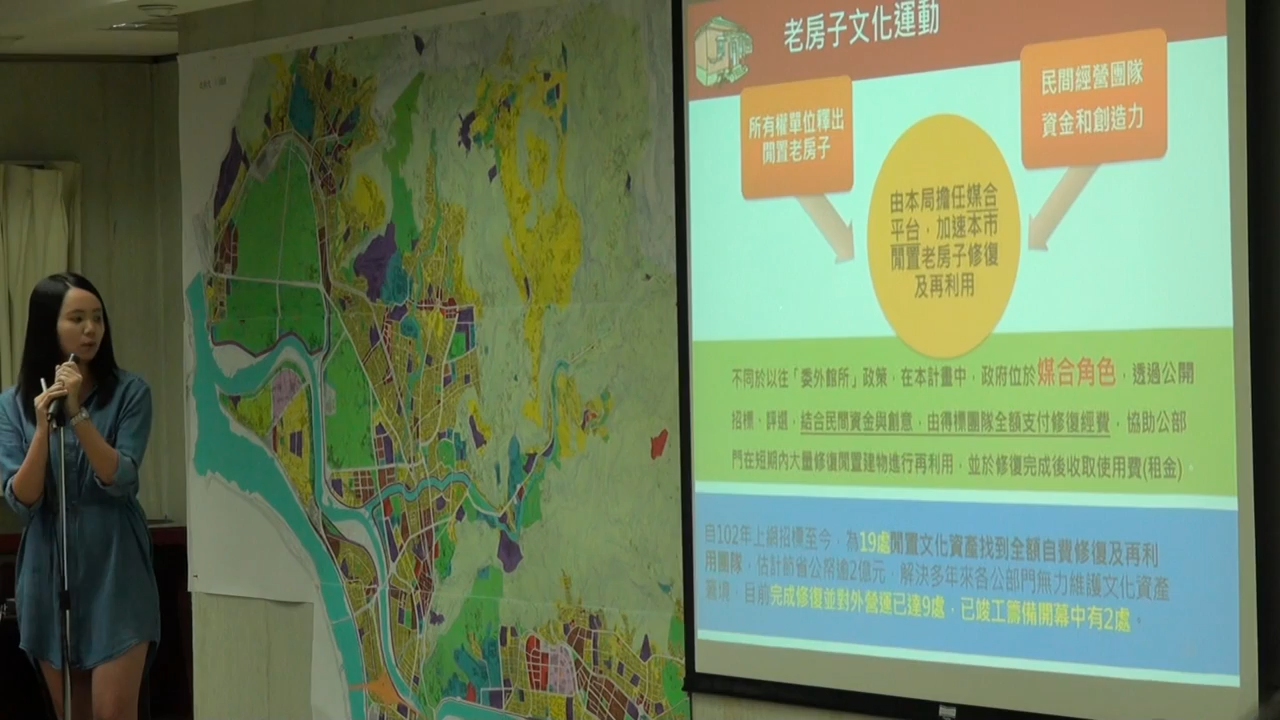 老房子文化運動
所有權單位釋出
閒置老房子
民間經營團隊
資金和創造力
由本局擔任媒合
平台，加速本市
閒置老房子修復
及再利用
不同於以往「委外館所」政策，在本計畫中，政府位於媒合角色，透過公開
招標、評選，結合民間資金與創意，由得標團隊全額支付修復經費，協助公部
門在短期內大量修復閒置建物進行再利用，並於修復完成後收取使用費(租金)。
自102年上網招標至今，為19處閒置文化資產找到全額自費修復及再利
用團隊，估計節省公帑逾2億元，解決多年來各公部門無力維護文化資產
窘境，目前完成修復並對外營運已達9處，已竣工籌備開幕中有2處。